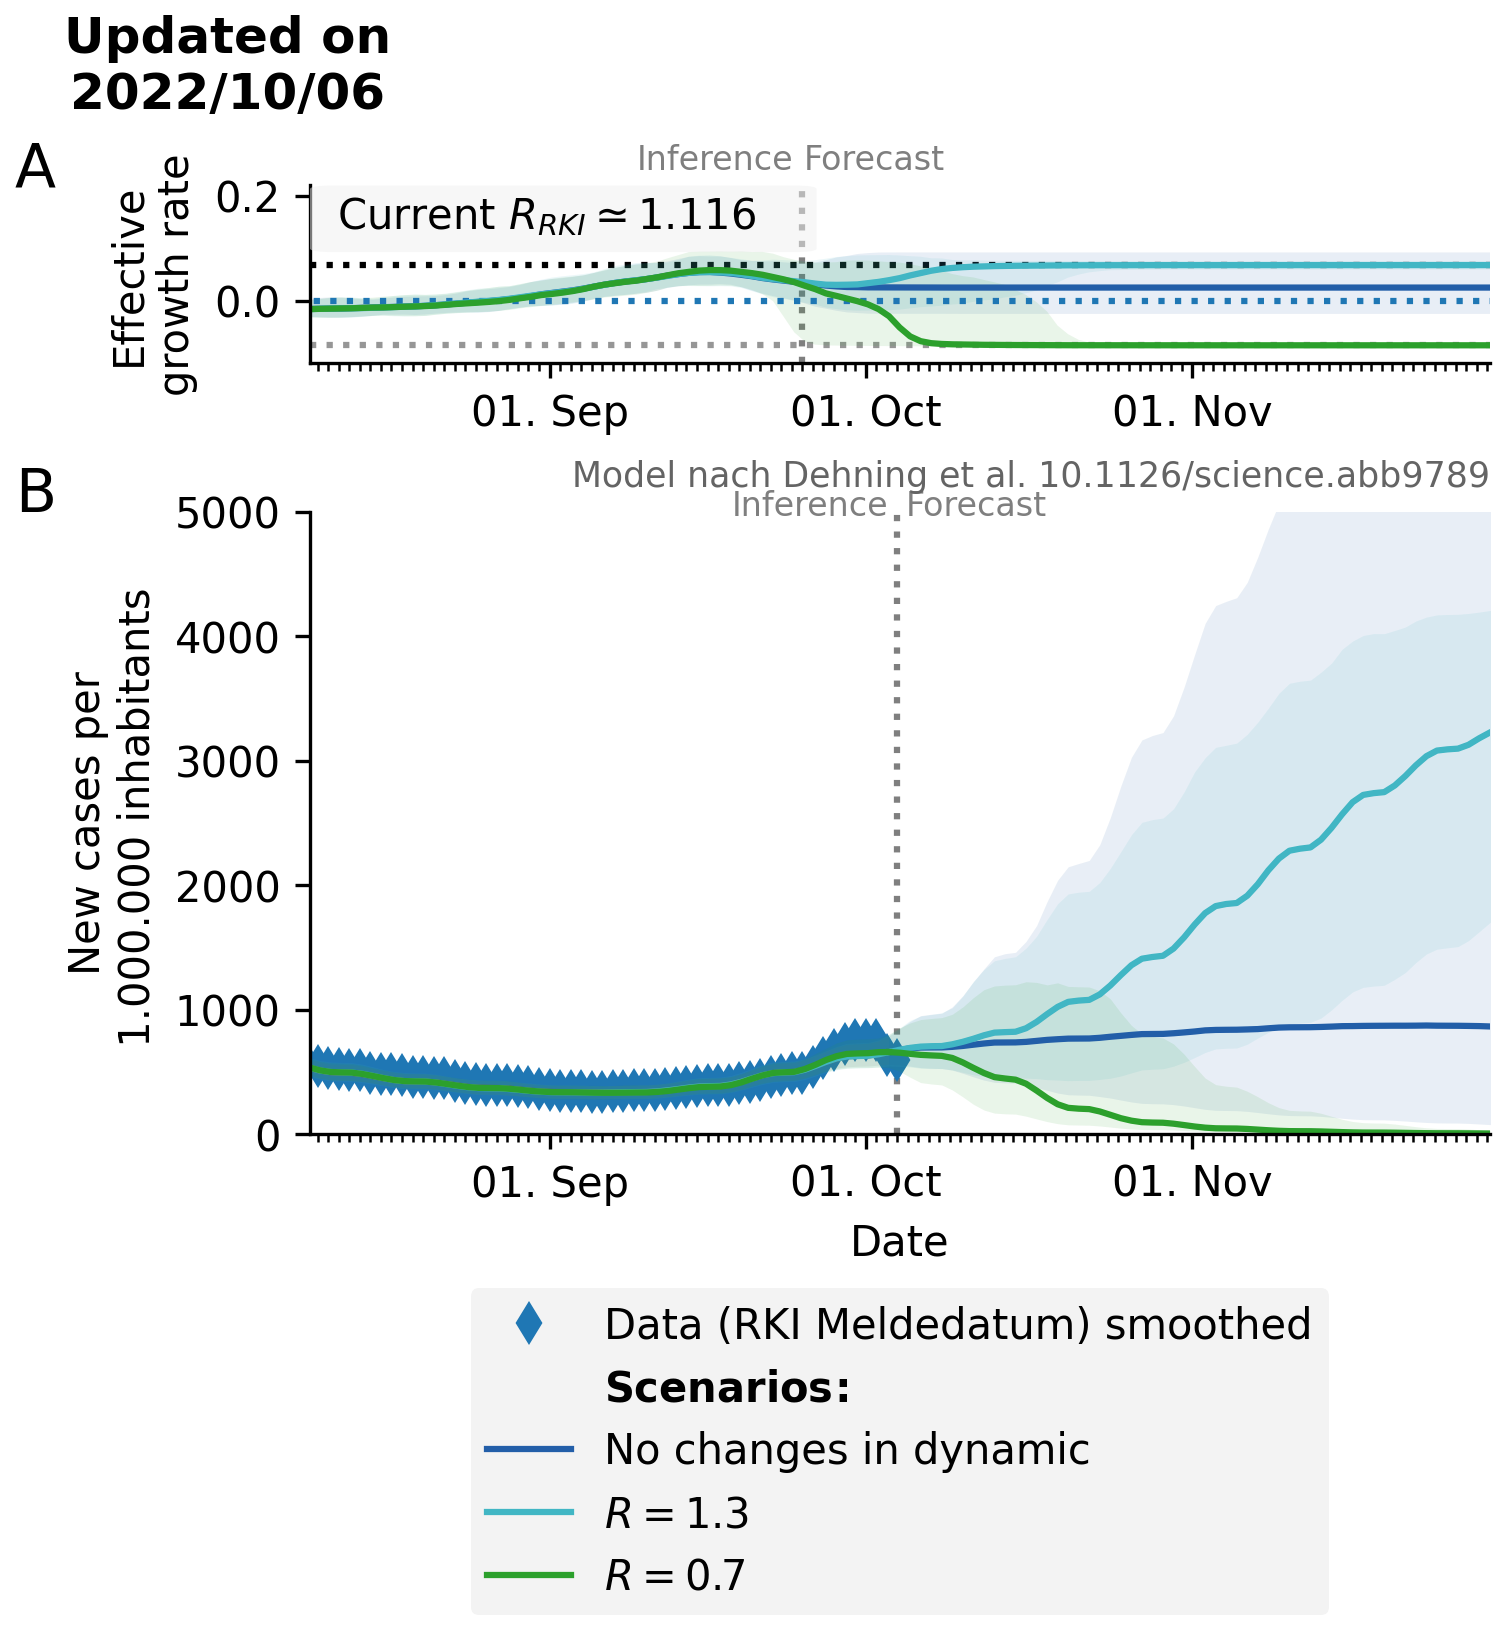 Updated on
2022/10/06
A
Inference Forecast
Effective
growth rate
0.2
0.0
Current R_RKI ≃ 1.116
01. Sep 01. Oct 01. Nov
B
Model nach Dehning et al. 10.1126/science.abb9789
Inference Forecast
New cases per
1.000.000 inhabitants
5000
4000
3000
2000
1000
0
01. Sep 01. Oct 01. Nov
Date
Data (RKI Meldedatum) smoothed
Scenarios:
No changes in dynamic
R = 1.3
R = 0.7